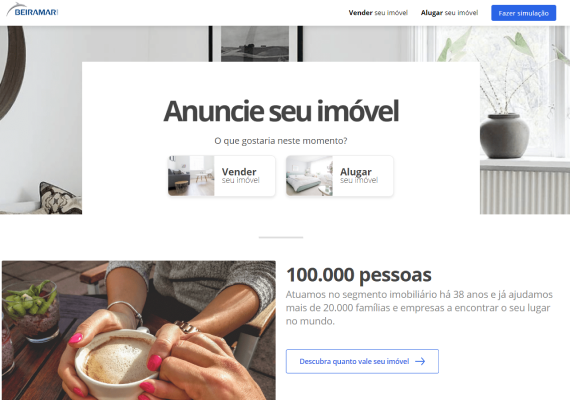 BEIRAMAR
Vender seu imóvel
Alugar seu imóvel
Fazer simulação
Anuncie seu imóvel
O que gostaria neste momento?
Vender
seu imóvel
Alugar
seu imóvel
100.000 pessoas
Atuamos no segmento imobiliário há 38 anos e já ajudamos
mais de 20.000 famílias e empresas a encontrar o seu lugar
no mundo.
Descubra quanto vale seu imóvel